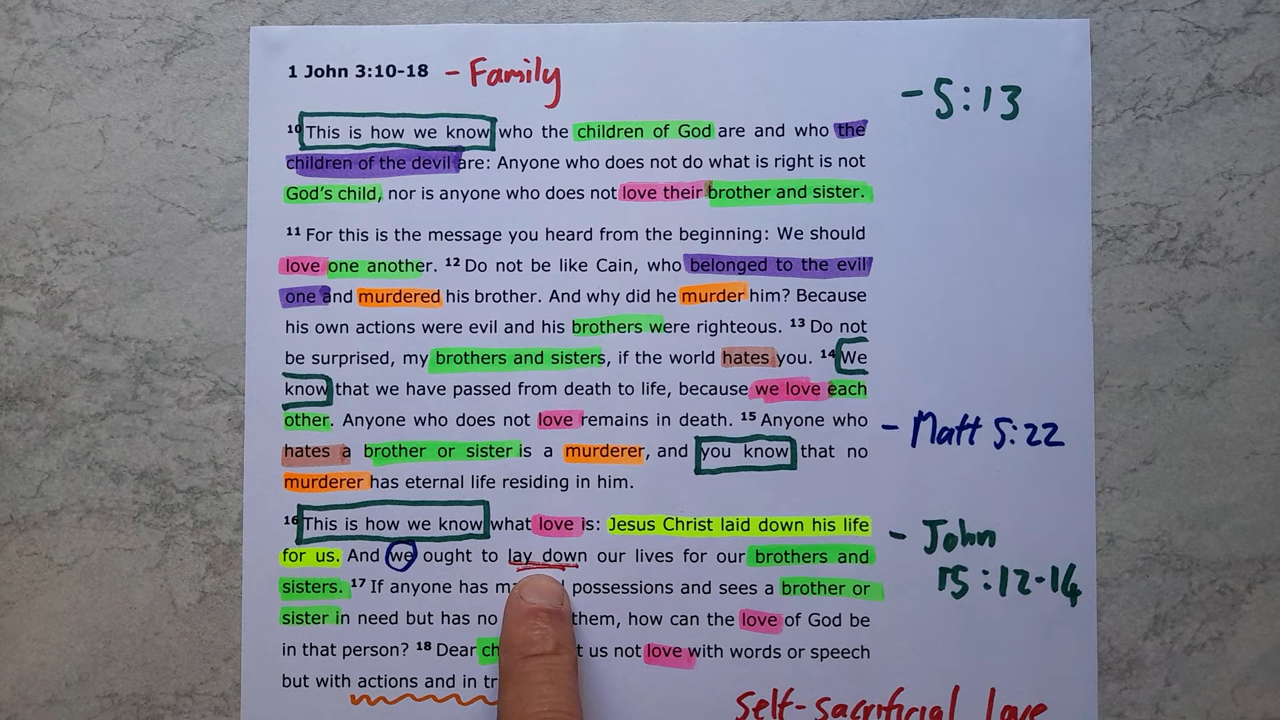 1 John 3:10-18 - Family
- 5:13
10 This is how we know who the children of God are and who the
children of the devil are: Anyone who does not do what is right is not
God's child, nor is anyone who does not love their brother and sister.
11 For this is the message you heard from the beginning: We should
love one another. 12 Do not be like Cain, who belonged to the evil
one and murdered his brother. And why did he murder him? Because
his own actions were evil and his brothers were righteous. 13 Do not
be surprised, my brothers and sisters, if the world hates you. 14 We
know that we have passed from death to life, because we love each
other. Anyone who does not love remains in death. 15 Anyone who
- Matt 5:22
hates a brother or sister is a murderer, and you know that no
murderer has eternal life residing in him.
16 This is how we know what love is: Jesus Christ laid down his life
- John
for us. And we ought to lay down our lives for our brothers and
15:12-14
sisters. 17 If anyone has possessions and sees a brother or
sister in need but has no them, how can the love of God be
in that person? 18 Dear us not love with words or speech
but with actions and in
self-sacrificial love